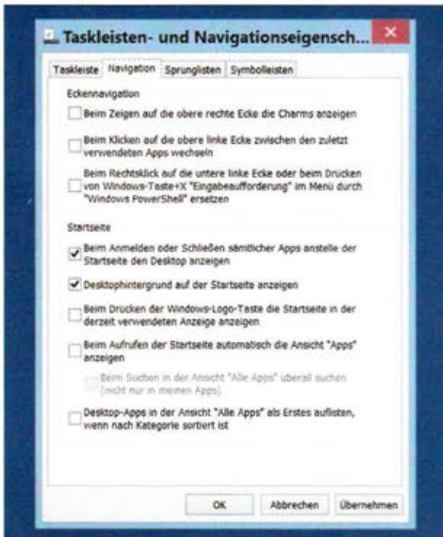 Taskleisten- und Navigationseigensch...
Taskleiste Navigation Sprunglisten Symbolleisten
Eckennavigation
Beim Zeigen auf die obere rechte Ecke die Charms anzeigen
Beim Klicken auf die obere linke Ecke zwischen den zuletzt
verwendeten Apps wechseln
Beim Rechtsklick auf die untere linke Ecke oder beim Drücken
von Windows-Taste+X "Eingabeaufforderung" im Menü durch
"Windows PowerShell" ersetzen
Startseite
Beim Anmelden oder Schließen sämtlicher Apps anstelle der
Startseite den Desktop anzeigen
Desktophintergrund auf der Startseite anzeigen
Beim Drücken der Windows-Logo-Taste die Startseite in der
derzeit verwendeten Anzeige anzeigen
Beim Aufrufen der Startseite automatisch die Ansicht "Apps"
anzeigen
Beim Suchen in der Ansicht "Alle Apps" überall suchen
(nicht nur in meinen Apps)
Desktop-Apps in der Ansicht "Alle Apps" als Erstes auflisten,
wenn nach Kategorie sortiert ist
OK Abbrechen Übernehmen